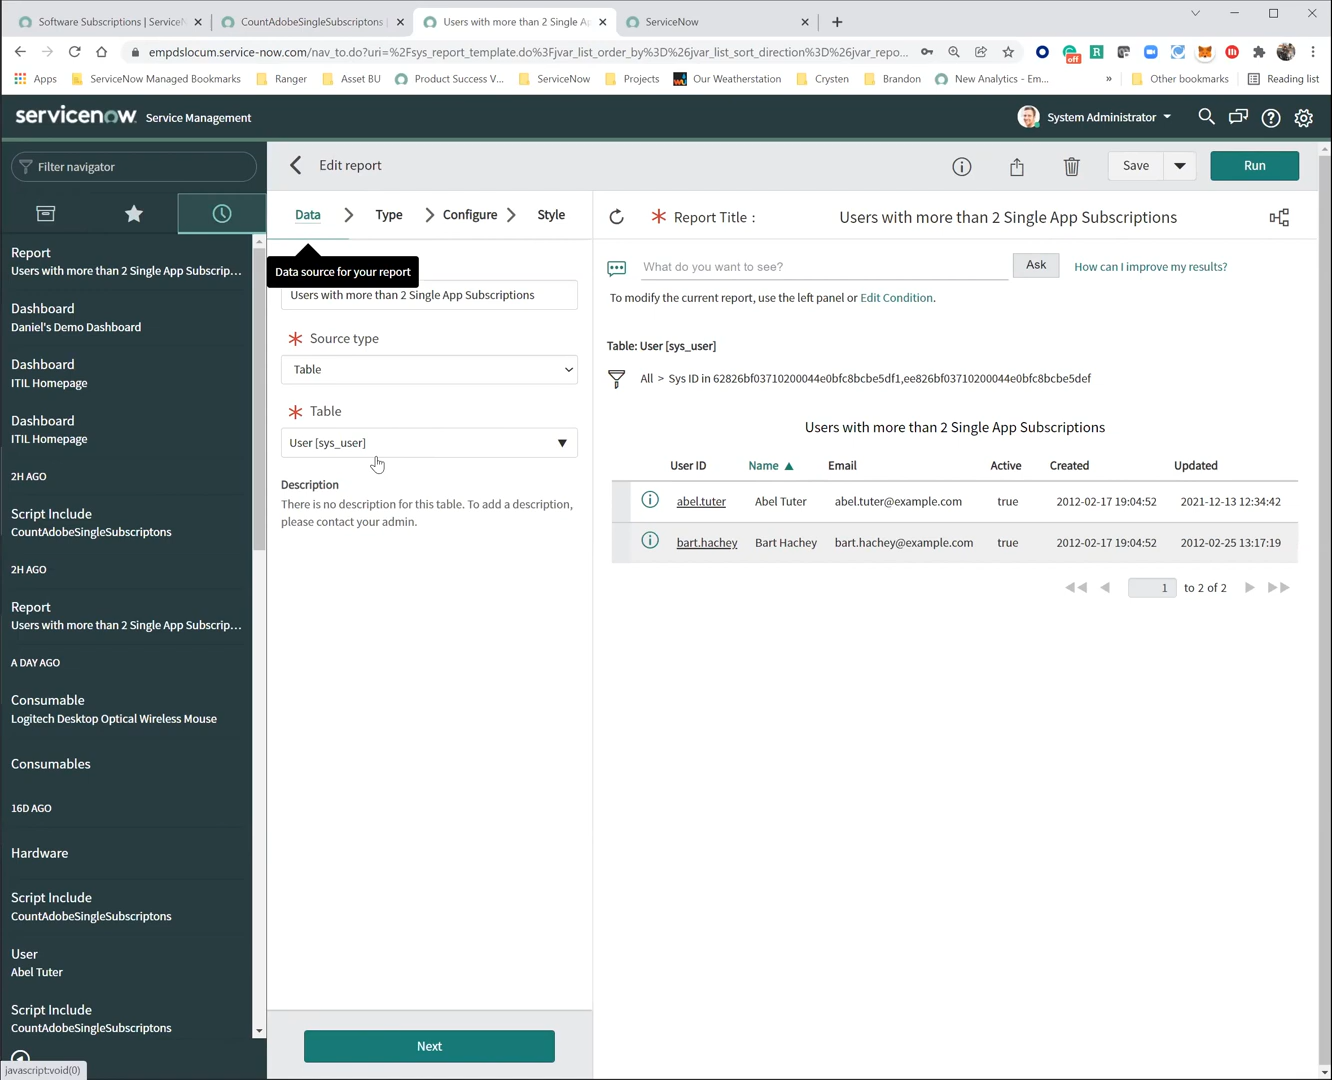 Software Subscriptions | Service
CountAdobeSingleSubscriptons |
Users with more than 2 Single Ap
ServiceNow
empdslocum.service-now.com/nav_to.do?uri=%2Fsys_report_template.do%3Fjvar_list_order_by%3D%26jvar_list_sort_direction%3D%26jvar_repo...
off
Apps
ServiceNow Managed Bookmarks
Ranger
Asset BU
Product Success V...
ServiceNow
Projects
Our Weatherstation
Crysten
Brandon
New Analytics - Em...
»
Other bookmarks
Reading list
servicenow
Service Management
System Administrator
Filter navigator
Edit report
Save
Run
Data
Type
Configure
Style
Report Title :
Users with more than 2 Single App Subscriptions
Report
Users with more than 2 Single App Subscrip...
Data source for your report
Users with more than 2 Single App Subscriptions
What do you want to see?
Ask
How can I improve my results?
To modify the current report, use the left panel or Edit Condition.
Dashboard
Daniel's Demo Dashboard
Source type
Table
Table: User [sys_user]
Dashboard
ITIL Homepage
All > Sys ID in 62826bf03710200044e0bfc8bcbe5df1,ee826bf03710200044e0bfc8bcbe5def
Table
User [sys_user]
Dashboard
ITIL Homepage
Users with more than 2 Single App Subscriptions
User ID
Name
Email
Active
Created
Updated
2H AGO
Description
There is no description for this table. To add a description,
please contact your admin.
abel.tuter
Abel Tuter
abel.tuter@example.com
true
2012-02-17 19:04:52
2021-12-13 12:34:42
Script Include
CountAdobeSingleSubscriptons
bart.hachey
Bart Hachey
bart.hachey@example.com
true
2012-02-17 19:04:52
2012-02-25 13:17:19
2H AGO
1
to 2 of 2
Report
Users with more than 2 Single App Subscrip...
A DAY AGO
Consumable
Logitech Desktop Optical Wireless Mouse
Consumables
16D AGO
Hardware
Script Include
CountAdobeSingleSubscriptons
User
Abel Tuter
Script Include
CountAdobeSingleSubscriptons
Next
javascript:void(0)